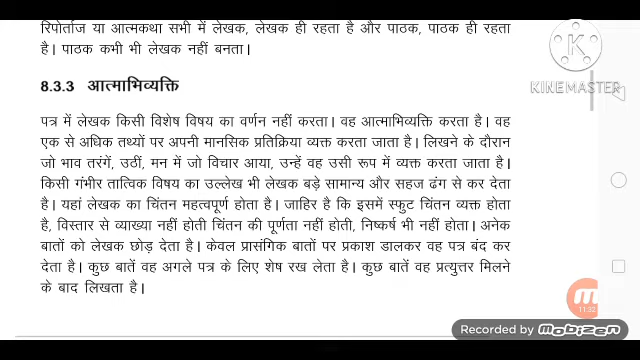 रिपोर्ताज या आत्मकथा सभी में लेखक, लेखक ही रहता है और पाठक, पाठक ही रहता
है। पाठक कभी भी लेखक नहीं बनता।
8.3.3 आत्माभिव्यक्ति
पत्र में लेखक किसी विशेष विषय का वर्णन नहीं करता। वह आत्माभिव्यक्ति करता है। वह
एक से अधिक तथ्यों पर अपनी मानसिक प्रतिक्रिया व्यक्त करता जाता है। लिखने के दौरान
जो भाव तरंगें, उठीं, मन में जो विचार आया, उन्हें वह उसी रूप में व्यक्त करता जाता है।
किसी गंभीर तात्विक विषय का उल्लेख भी लेखक बड़े सामान्य और सहज ढंग से कर देता
है। यहां लेखक का चिंतन महत्वपूर्ण होता है। जाहिर है कि इसमें स्फुट चिंतन व्यक्त होता
है, विस्तार से व्याख्या नहीं होती चिंतन की पूर्णता नहीं होती, निष्कर्ष भी नहीं होता। अनेक
बातों को लेखक छोड़ देता है। केवल प्रासंगिक बातों पर प्रकाश डालकर वह पत्र बंद कर
देता है। कुछ बातें वह अगले पत्र के लिए शेष रख लेता है। कुछ बातें वह प्रत्युत्तर मिलने
के बाद लिखता है।
K
KINEMASTER
11:32
Recorded by mobizen